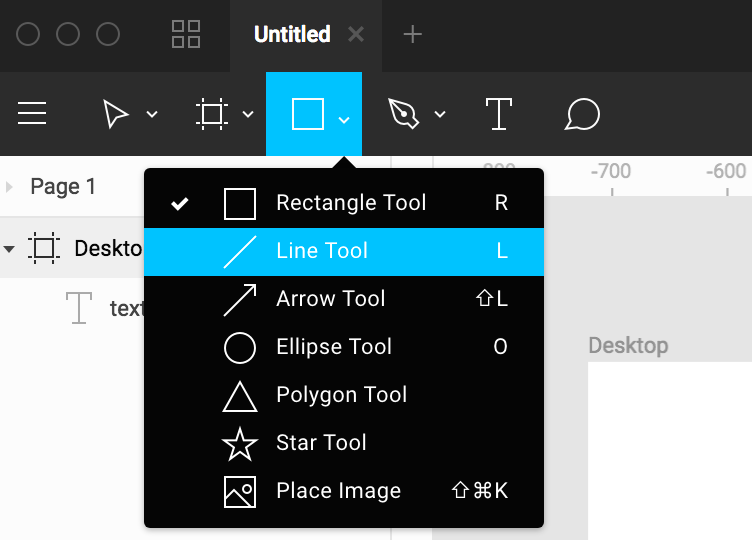 Untitled
-700
-600
Page 1
Rectangle Tool R
Deskto
Line Tool L
Arrow Tool ⇧L
text
Ellipse Tool O
Desktop
Polygon Tool
Star Tool
Place Image ⇧⌘K